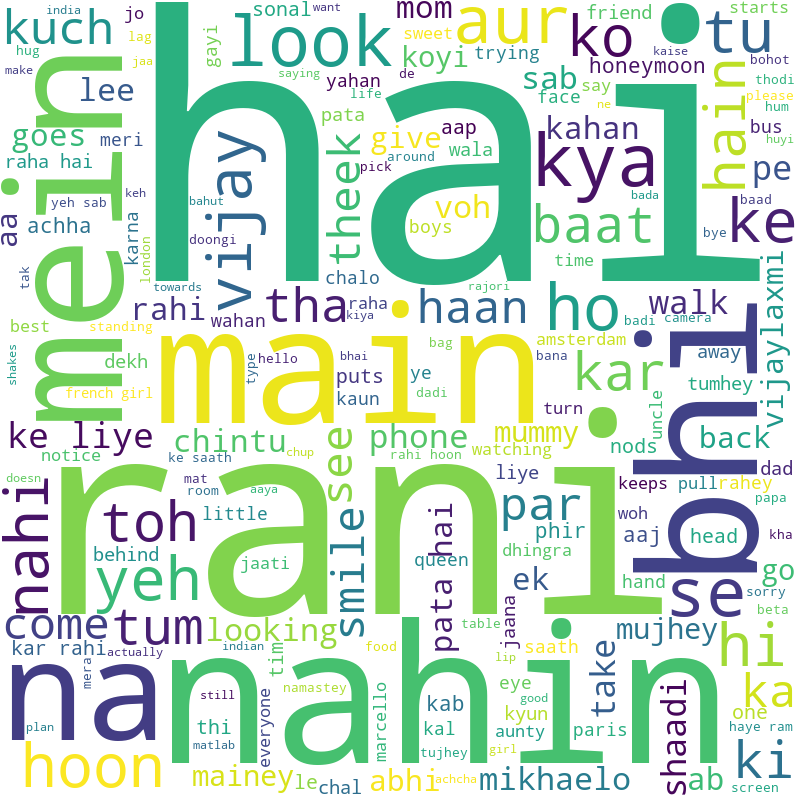 india want kaise starts
kuch jo mom sonal aur ko tu friend bohot
hug gayi look sweet koyi trying honeymoon thodi
lag saying de sab say please
make jaa hai yahan life face ne hain hum
mein lee pata aap give kahan bus huyi
goes meri theek wala kya pe
raha hai vijay around pick
yeh sab keh bahut voh baat bada ke baad
aa achha karna doongi boys bye
tak london towards chalo time rajori vijaylaxmi
rahi wahan tha raha kiya haan ho walk
best standing badi camera
shakes dekh hello bhai main bag amsterdam bhi away
french girl type puts ye bana kar tumhey
kaun dadi turn uncle
ke liye chintu see phone mummy nods back
notice chup rahi hoon watching
doesn ke saath mat room aaya rani liye keeps pull rahey dad
nahi toh little smile par woh papa
behind phir aaj head kha
yeh jaati queen dhingra
pata hai ek hand se go sorry
come tum looking table jaana mujhey beta
kar rahi actually indian tim food lip saath hi
na mera still namastey nahin eye take
everyone marcello kab good kyun shaadi ka
plan thi kal aunty paris one haye ram
matlab tujhey girl
hoon mainey le chal abhi achcha mikhaelo ab ki screen